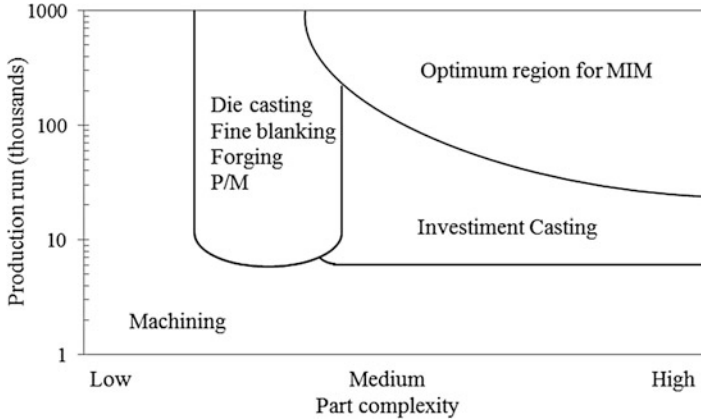 1000
Optimum region for MIM
Die casting
Fine blanking
Forging
P/M
100
Production run (thousands)
Investiment Casting
10
Machining
1
Low
Medium
High
Part complexity